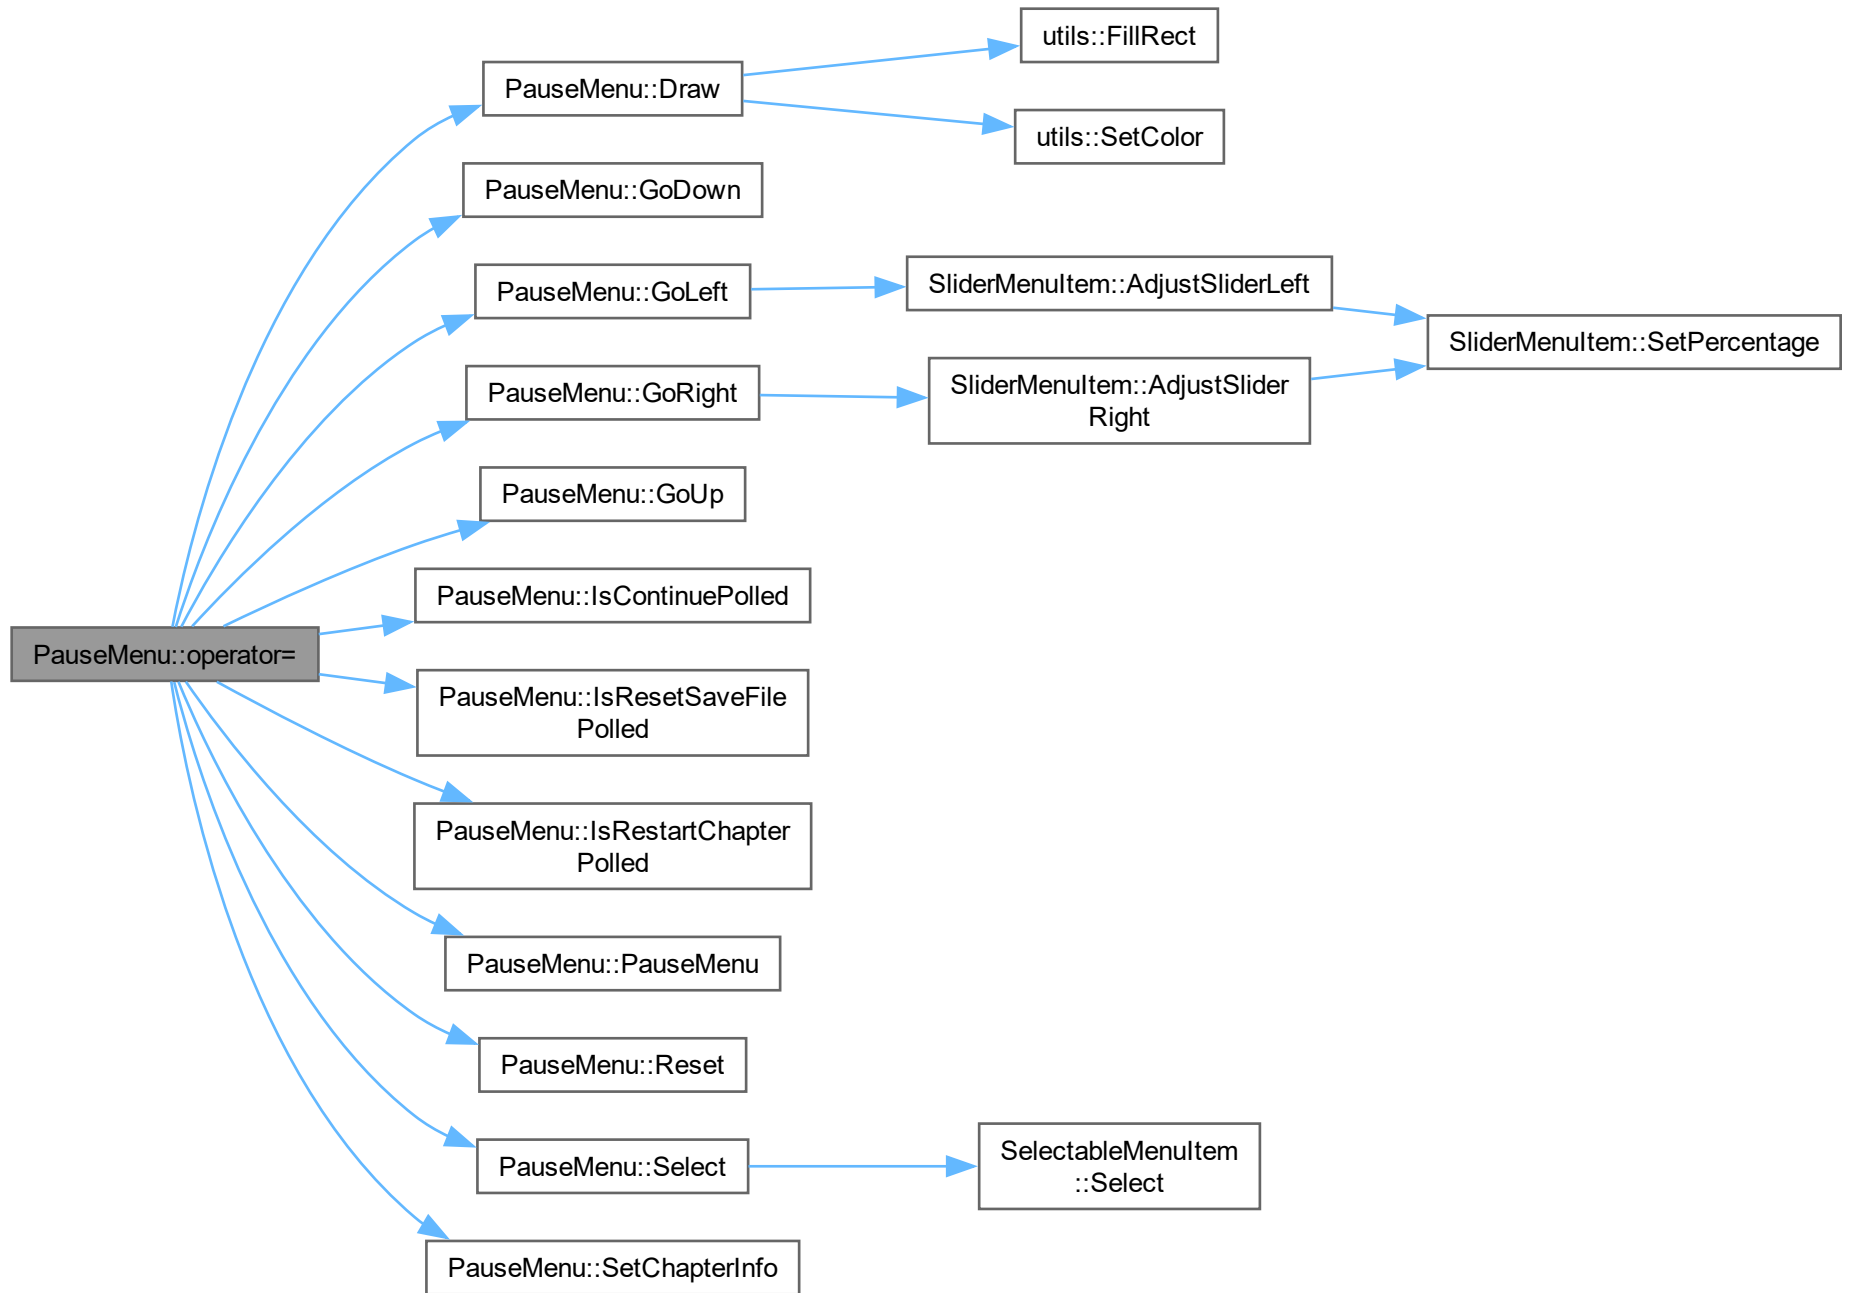 utils::FillRect
PauseMenu::Draw
utils::SetColor
PauseMenu::GoDown
PauseMenu::GoLeft
SliderMenuItem::AdjustSliderLeft
SliderMenuItem::SetPercentage
PauseMenu::GoRight
SliderMenuItem::AdjustSlider
Right
PauseMenu::GoUp
PauseMenu::IsContinuePolled
PauseMenu::operator=
PauseMenu::IsResetSaveFile
Polled
PauseMenu::IsRestartChapter
Polled
PauseMenu::PauseMenu
PauseMenu::Reset
PauseMenu::Select
SelectableMenuItem
::Select
PauseMenu::SetChapterInfo